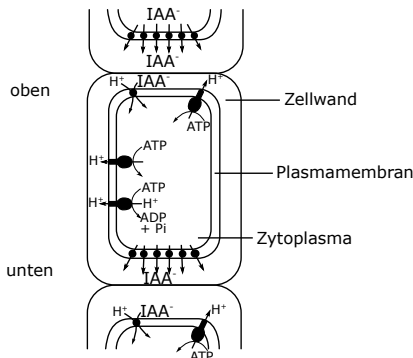 IAA⁻
IAA⁻
oben
H⁺
IAA⁻
H⁺
Zellwand
ATP
ATP
H⁺
Plasmamembran
ATP
H⁺
H⁺
ADP
+ Pi
Zytoplasma
unten
IAA⁻
H⁺
IAA⁻
H⁺
ATP